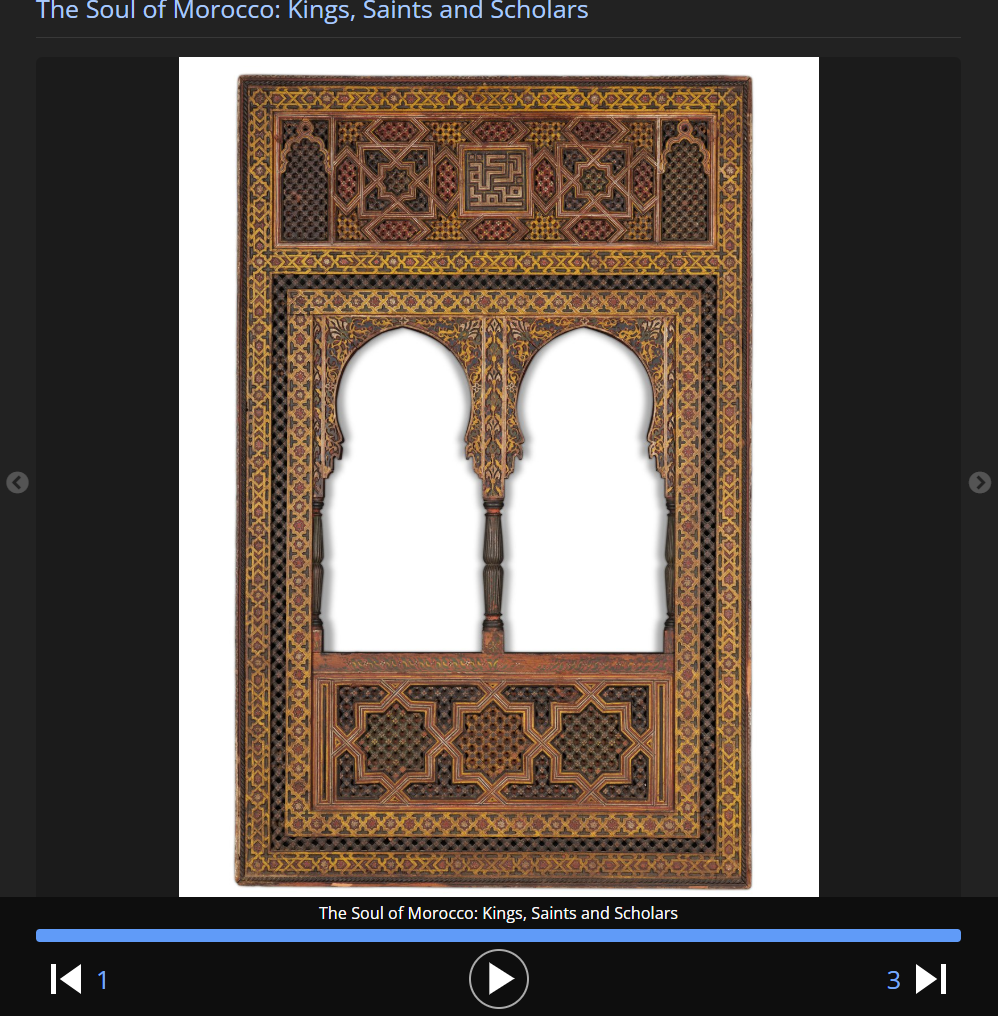 The Soul of Morocco: Kings, Saints and Scholars
The Soul of Morocco: Kings, Saints and Scholars
1
3